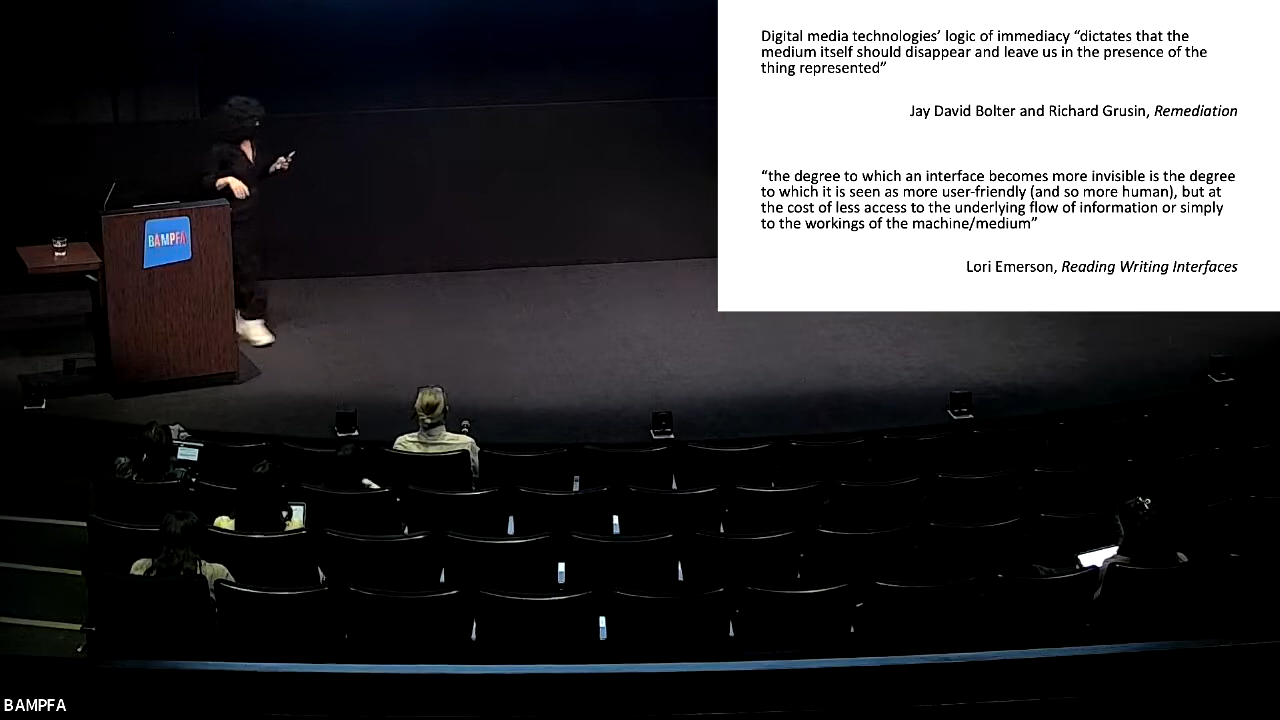 Digital media technologies’ logic of immediacy “dictates that the
medium itself should disappear and leave us in the presence of the
thing represented”
Jay David Bolter and Richard Grusin, Remediation
“the degree to which an interface becomes more invisible is the degree
to which it is seen as more user-friendly (and so more human), but at
the cost of less access to the underlying flow of information or simply
to the workings of the machine/medium”
Lori Emerson, Reading Writing Interfaces
BAMPFA
BAMPFA